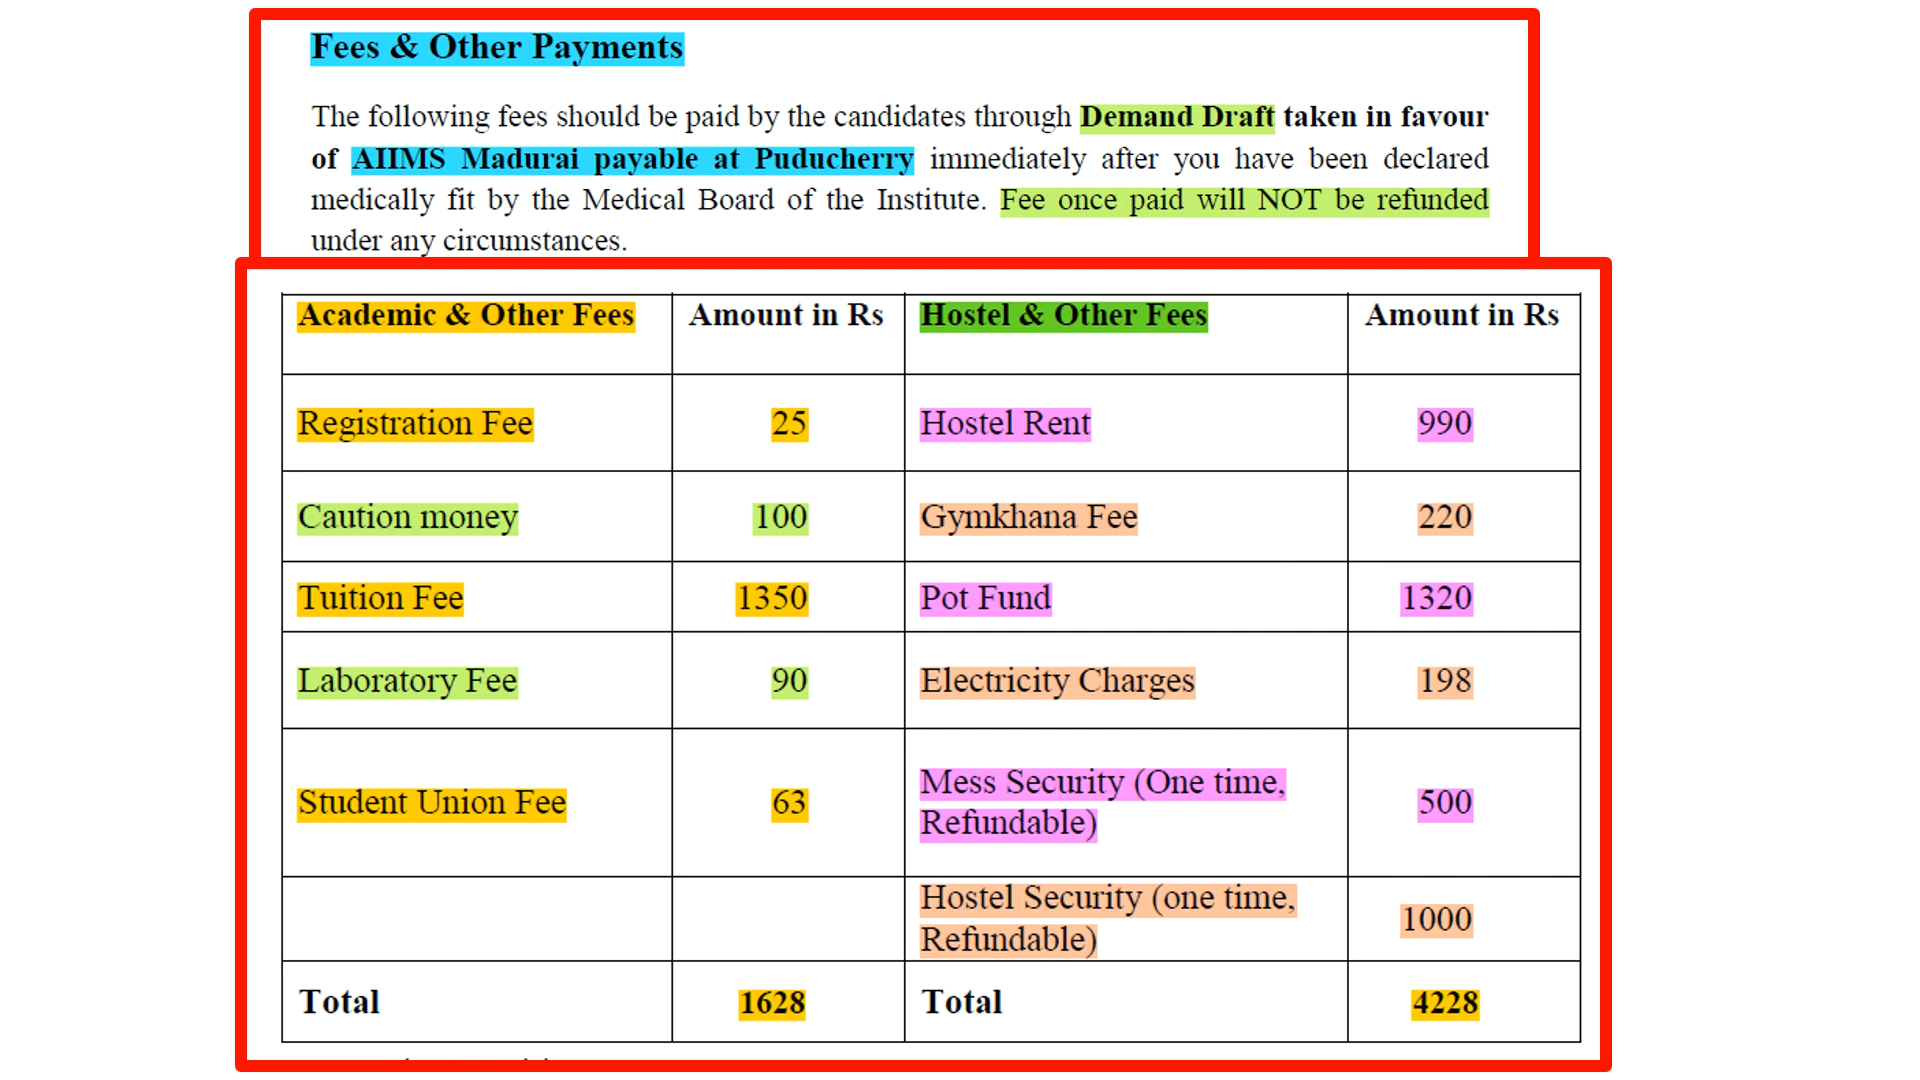 Fees & Other Payments
The following fees should be paid by the candidates through Demand Draft taken in favour
of AIIMS Madurai payable at Puducherry immediately after you have been declared
medically fit by the Medical Board of the Institute. Fee once paid will NOT be refunded
under any circumstances.
Academic & Other Fees Amount in Rs Hostel & Other Fees Amount in Rs
Registration Fee 25 Hostel Rent 990
Caution money 100 Gymkhana Fee 220
Tuition Fee 1350 Pot Fund 1320
Laboratory Fee 90 Electricity Charges 198
Student Union Fee 63 Mess Security (One time,
Refundable) 500
Hostel Security (one time,
Refundable) 1000
Total 1628 Total 4228